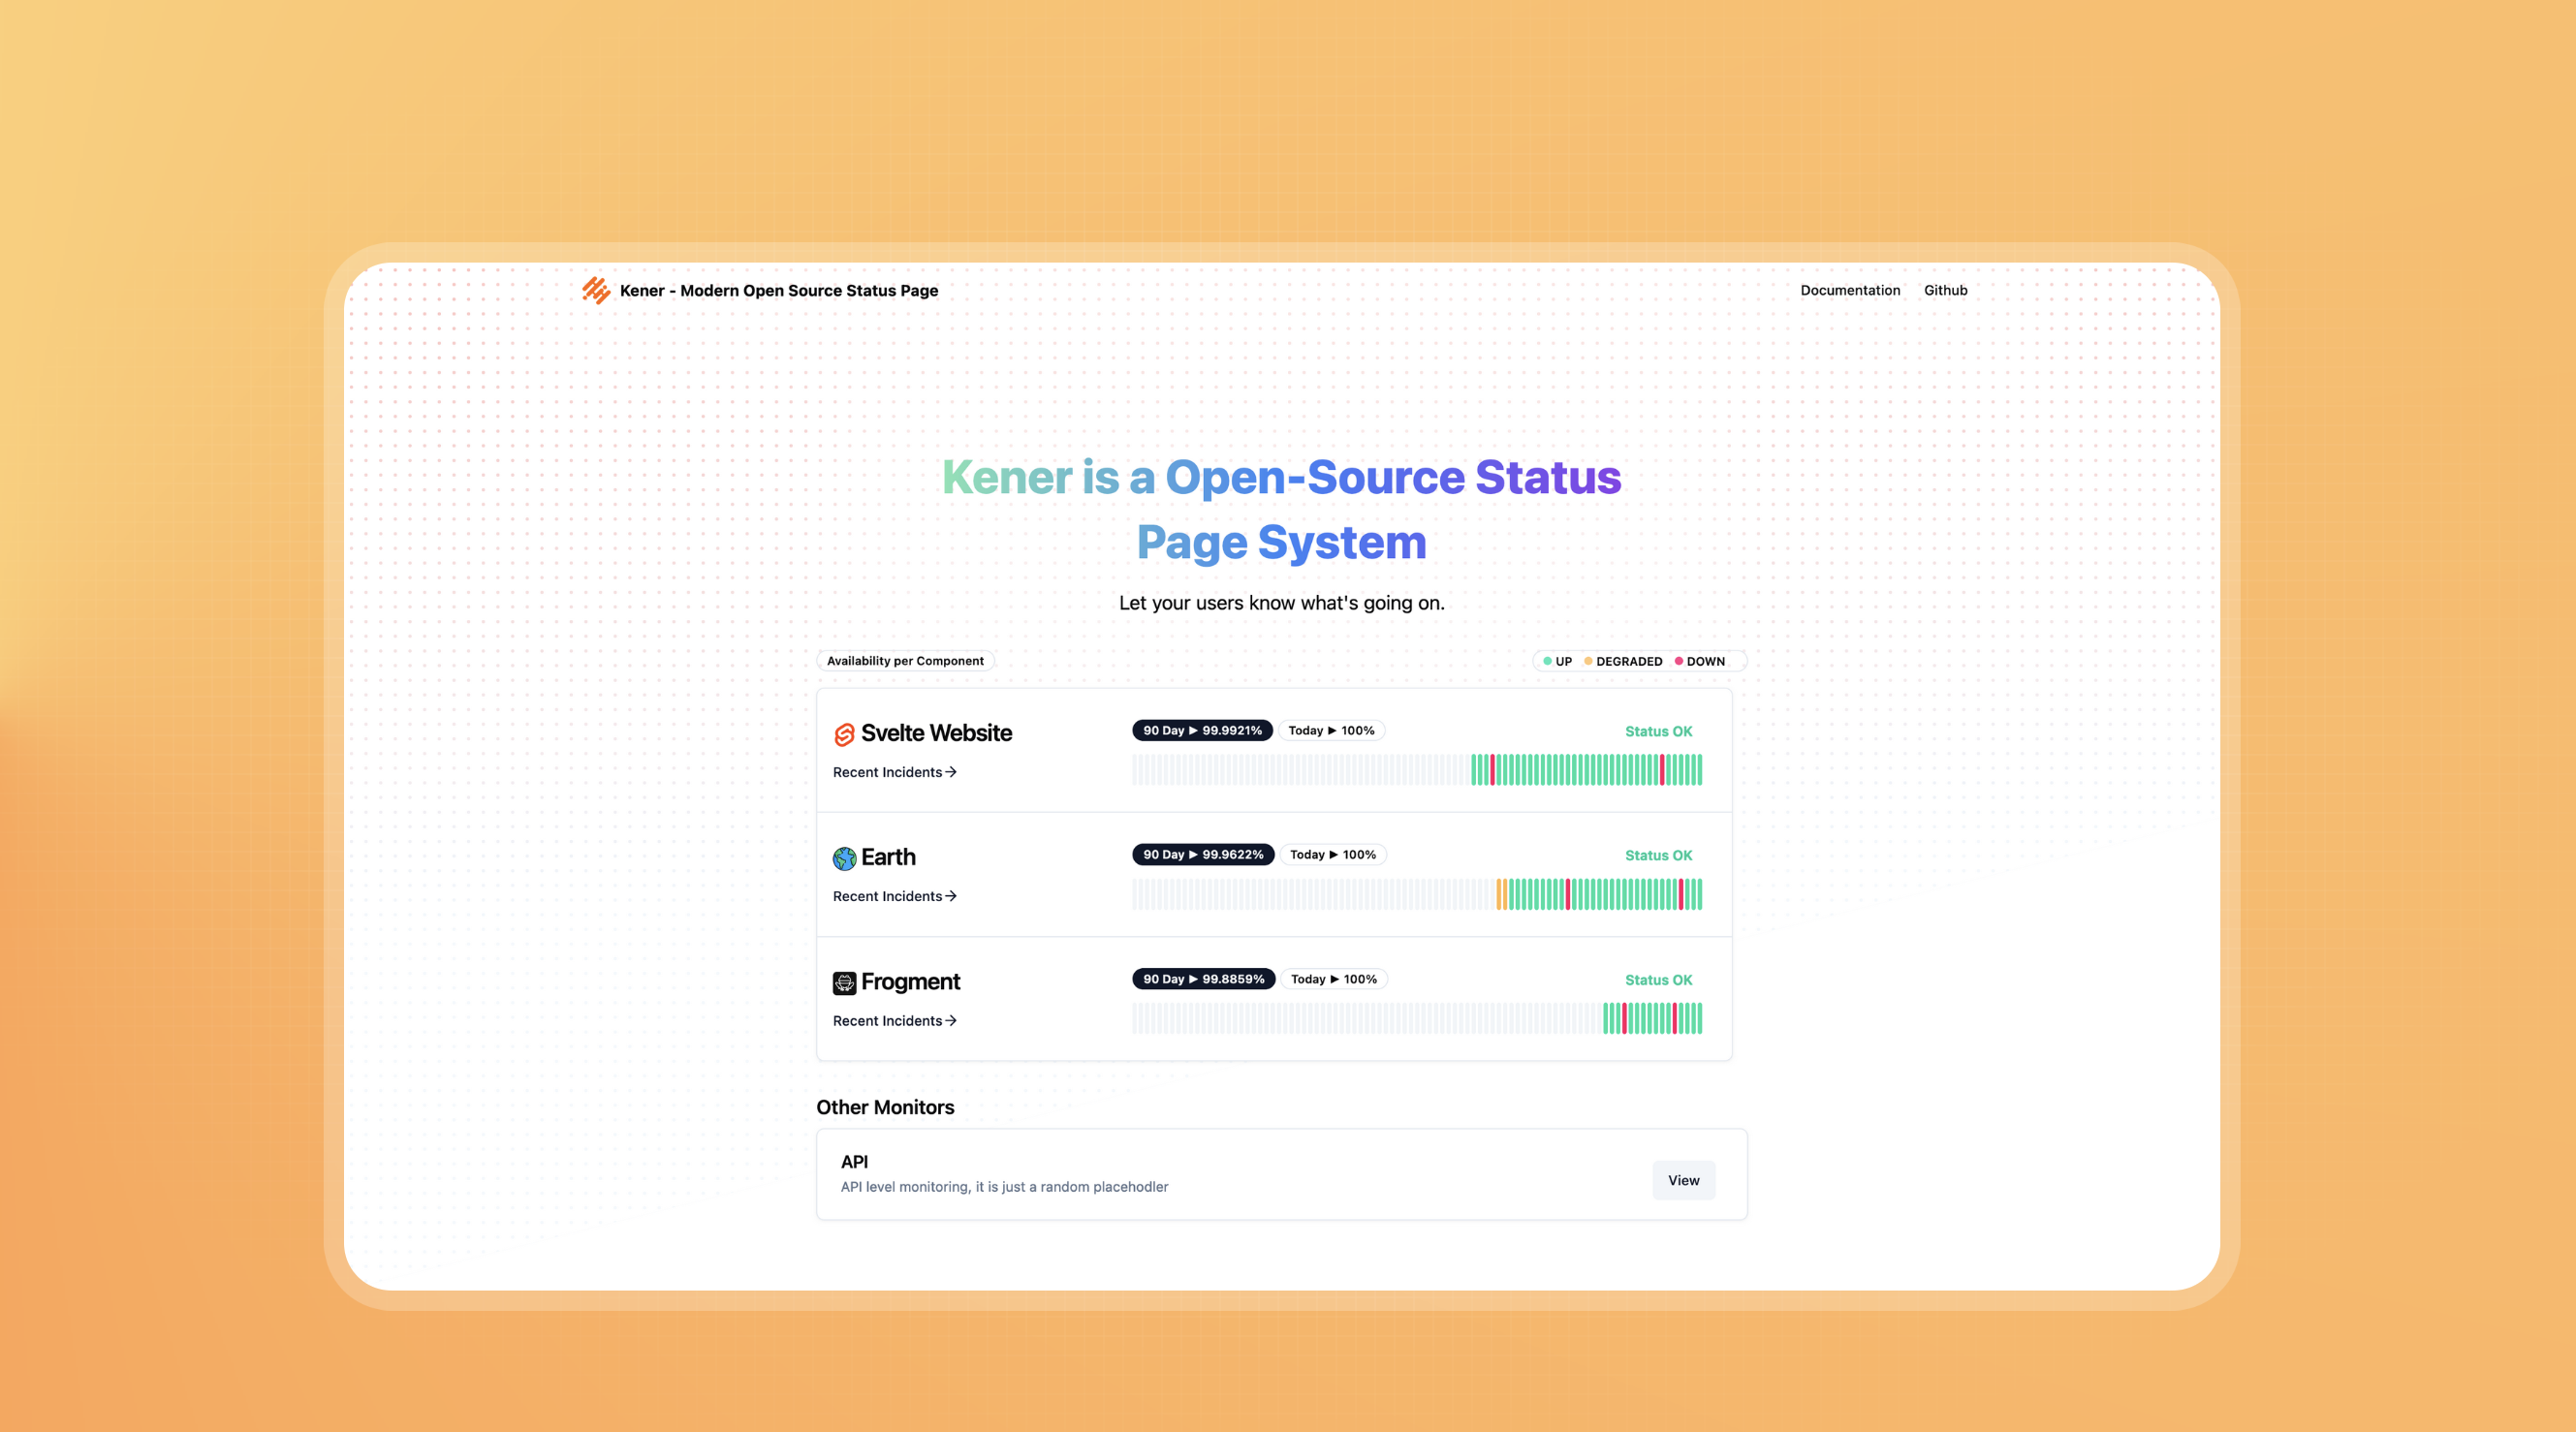 Kener - Modern Open Source Status Page
Documentation Github
Kener is a Open-Source Status
Page System
Let your users know what's going on.
Availability per Component
UP DEGRADED DOWN
Svelte Website
90 Day ► 99.9921% Today ► 100%
Status OK
Recent Incidents→
Earth
90 Day ► 99.9622% Today ► 100%
Status OK
Recent Incidents→
Frogment
90 Day ► 99.8859% Today ► 100%
Status OK
Recent Incidents→
Other Monitors
API
API level monitoring, it is just a random placehodler
View